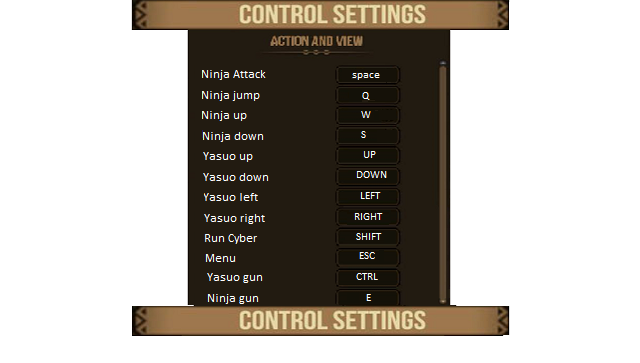 CONTROL SETTINGS
ACTION AND VIEW
Ninja Attack space
Ninja jump Q
Ninja up W
Ninja down S
Yasuo up UP
Yasuo down DOWN
Yasuo left LEFT
Yasuo right RIGHT
Run Cyber SHIFT
Menu ESC
Yasuo gun CTRL
Ninja gun E
CONTROL SETTINGS